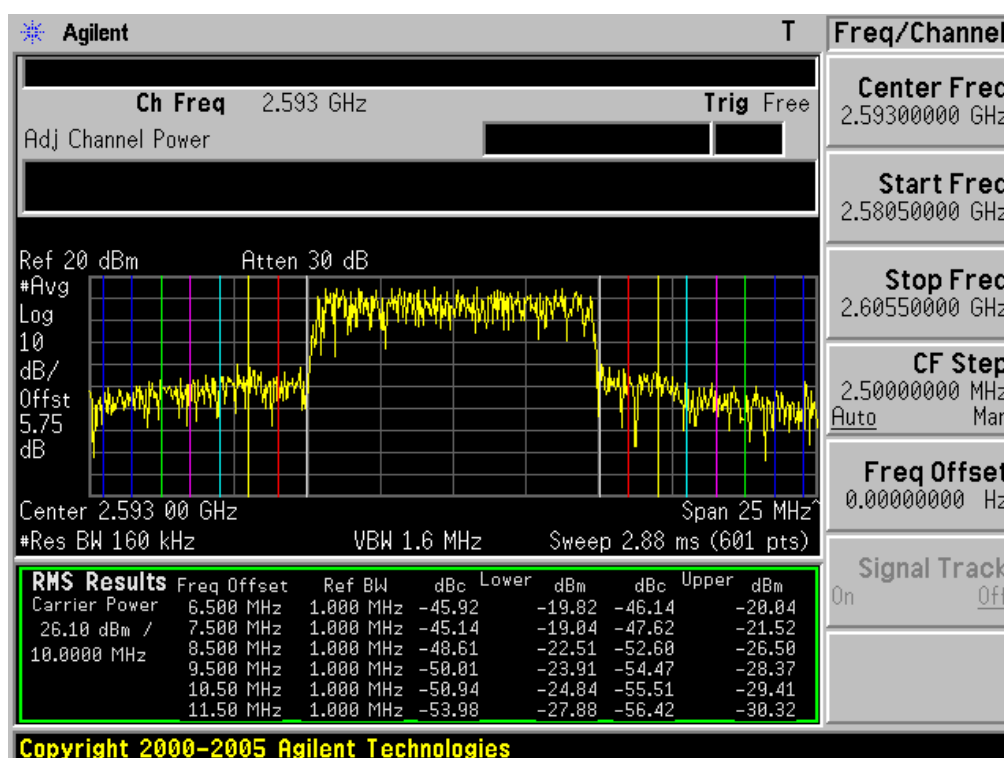 Agilent T
Ch Freq 2.593 GHz Trig Free
Adj Channel Power
Ref 20 dBm Atten 30 dB
#Avg
Log
10
dB/
Offst
5.75
dB
Center 2.593 00 GHz Span 25 MHz^
#Res BW 160 kHz VBW 1.6 MHz Sweep 2.88 ms (601 pts)
RMS Results Freq Offset Ref BW dBc Lower dBm dBc Upper dBm
Carrier Power 6.500 MHz 1.000 MHz -45.92 -19.82 -46.14 -20.04
26.10 dBm / 7.500 MHz 1.000 MHz -45.14 -19.04 -47.62 -21.52
10.0000 MHz 8.500 MHz 1.000 MHz -48.61 -22.51 -52.60 -26.50
9.500 MHz 1.000 MHz -50.01 -23.91 -54.47 -28.37
10.50 MHz 1.000 MHz -50.94 -24.84 -55.51 -29.41
11.50 MHz 1.000 MHz -53.98 -27.88 -56.42 -30.32
Copyright 2000-2005 Agilent Technologies
Freq/Channel
Center Freq
2.59300000 GHz
Start Freq
2.58050000 GHz
Stop Freq
2.60550000 GHz
CF Step
2.50000000 MHz
Auto Man
Freq Offset
0.00000000 Hz
Signal Track
On Off